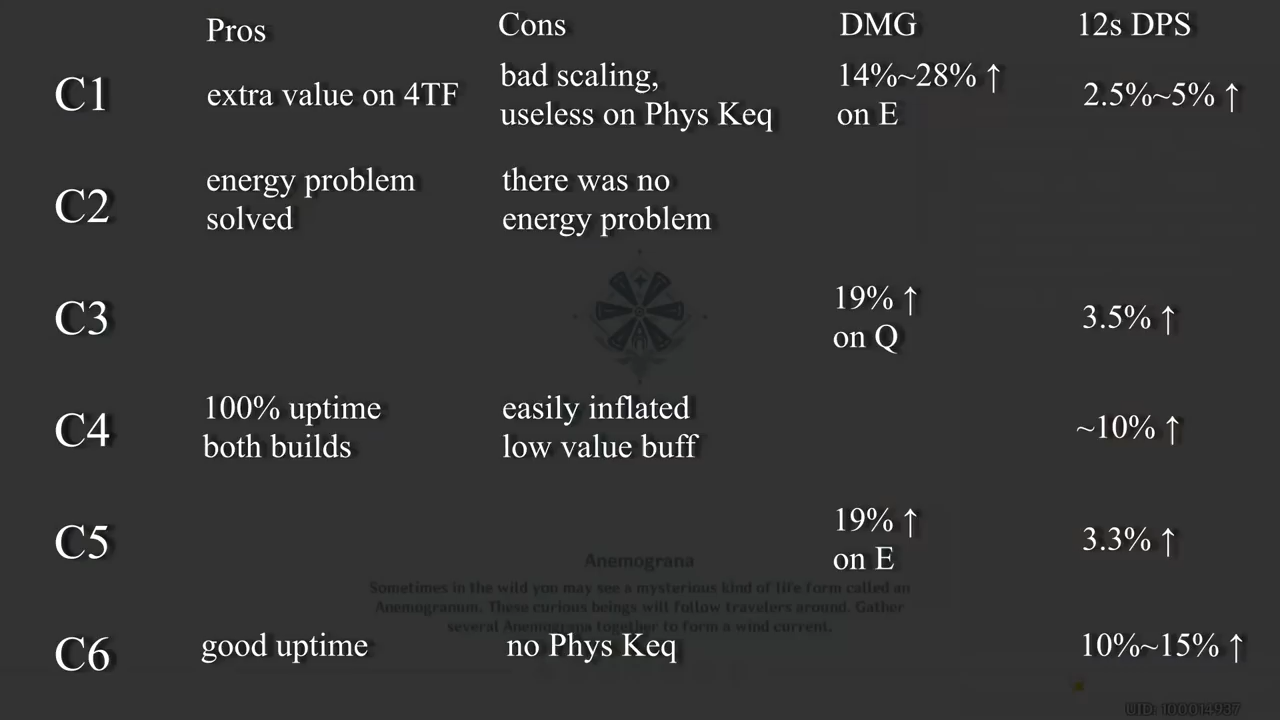 Pros Cons DMG 12s DPS
C1 extra value on 4TF bad scaling, useless on Phys Keq 14%~28% ↑ on E 2.5%~5% ↑
C2 energy problem solved there was no energy problem
C3 19% ↑ on Q 3.5% ↑
C4 100% uptime both builds easily inflated low value buff ~10% ↑
C5 19% ↑ on E 3.3% ↑
Anemograna
Sometimes in the wild you may see a mysterious kind of life form called an
Anemogranum. These curious beings will follow travelers around. Gather
several Anemograna together to form a wind current.
C6 good uptime no Phys Keq 10%~15% ↑
UID: 100014937